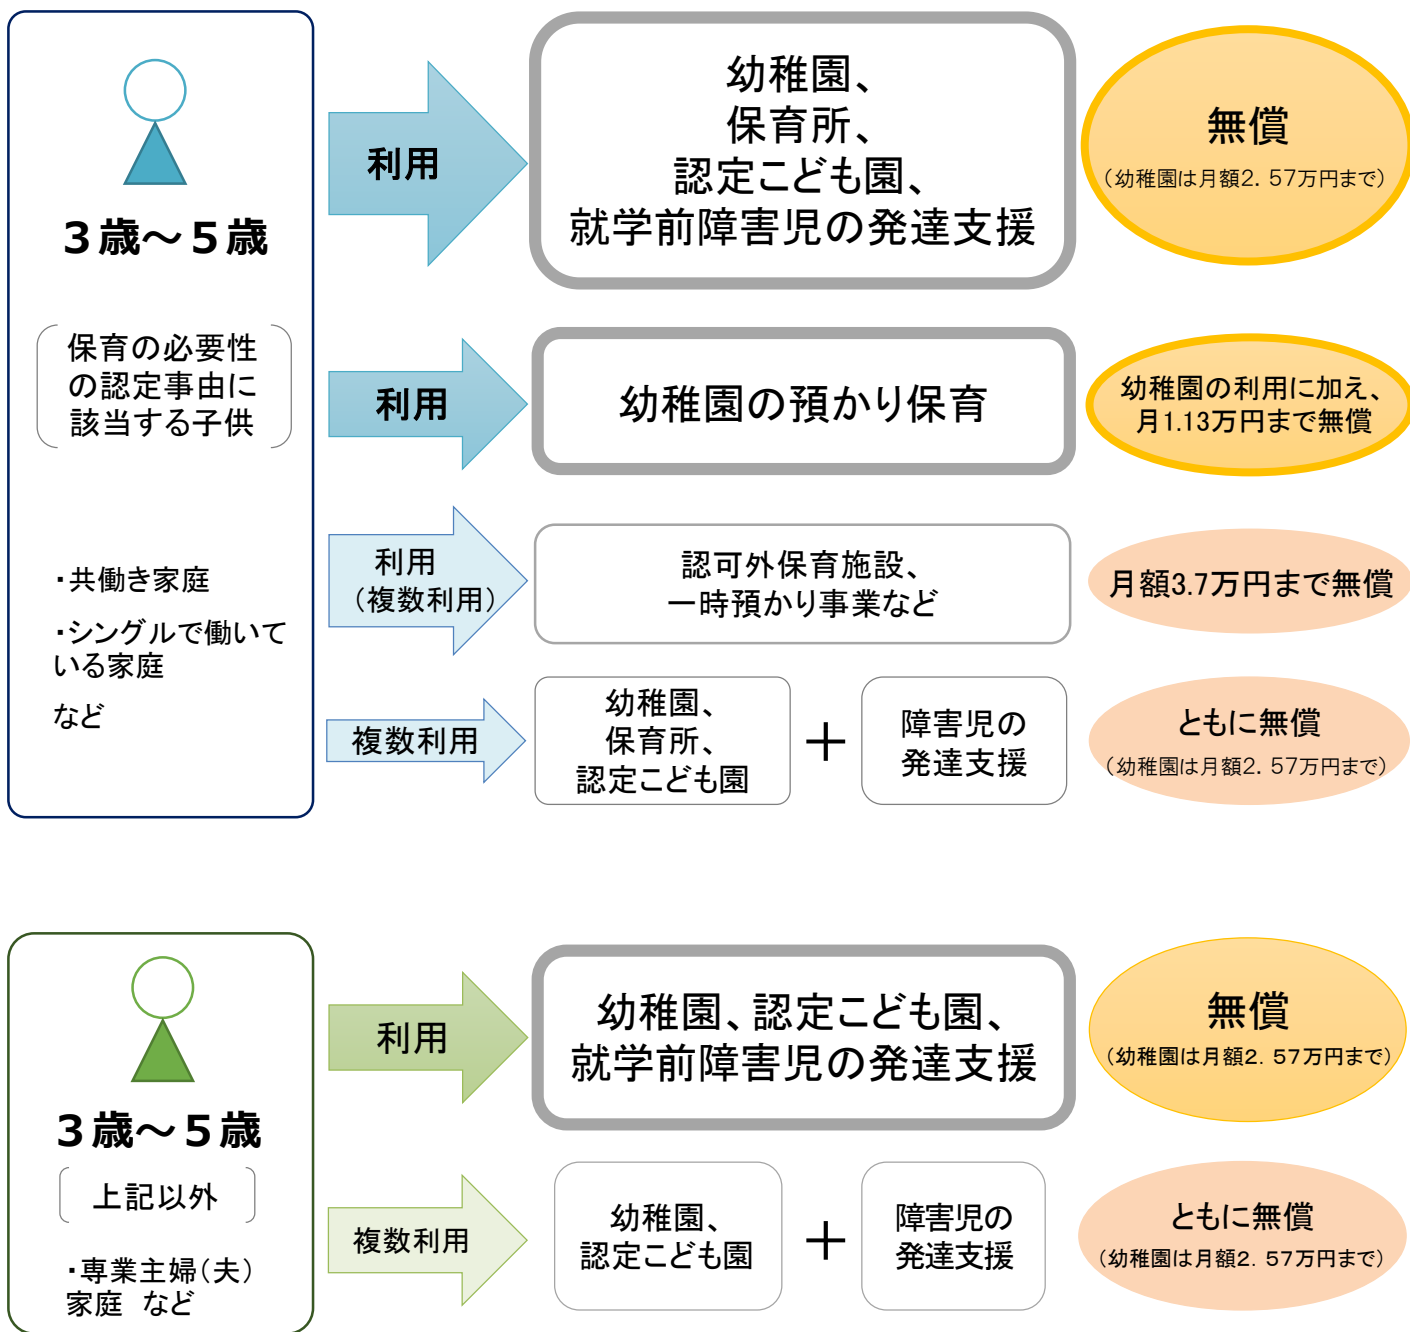 3歳～5歳
保育の必要性
の認定事由に
該当する子供
・共働き家庭
・シングルで働いて
いる家庭
など
利用
幼稚園、
保育所、
認定こども園、
就学前障害児の発達支援
無償
（幼稚園は月額2．57万円まで）
利用
幼稚園の預かり保育
幼稚園の利用に加え、
月1.13万円まで無償
利用
（複数利用）
認可外保育施設、
一時預かり事業など
月額3.7万円まで無償
複数利用
幼稚園、
保育所、
認定こども園
＋
障害児の
発達支援
ともに無償
（幼稚園は月額2．57万円まで）
3歳～5歳
上記以外
・専業主婦（夫）
家庭　など
利用
幼稚園、認定こども園、
就学前障害児の発達支援
無償
（幼稚園は月額2．57万円まで）
複数利用
幼稚園、
認定こども園
＋
障害児の
発達支援
ともに無償
（幼稚園は月額2．57万円まで）